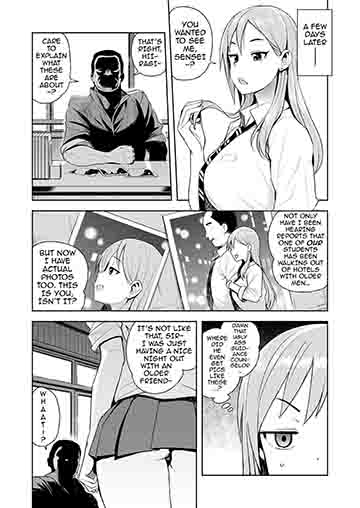 A FEW
DAYS
LATER
YOU
WANTED
TO SEE
ME,
SENSEI
-?
THAT'S
RIGHT,
HII-
RAGI-
CARE
TO
EXPLAIN
WHAT
THESE
ARE
ABOUT
-?
NOT ONLY
HAVE I
BEEN
HEARING
REPORTS THAT
ONE OF OUR
STUDENTS
HAS BEEN
WALKING OUT
OF HOTELS
WITH OLDER
MEN...
BUT NOW
I HAVE
ACTUAL
PHOTOS
TOO. THIS
IS YOU,
ISN'T IT?
DAMN
THAT
UGLY
ASS GUI-
DANCE
COUN-
SELOR-
WHERE
DID HE
EVEN GET
PICS LIKE
THESE-?
IT'S NOT LIKE
THAT, SIR-
I WAS JUST
HAVING A NICE
NIGHT OUT
WITH AN
OLDER
FRIEND-
WHAAT-!?